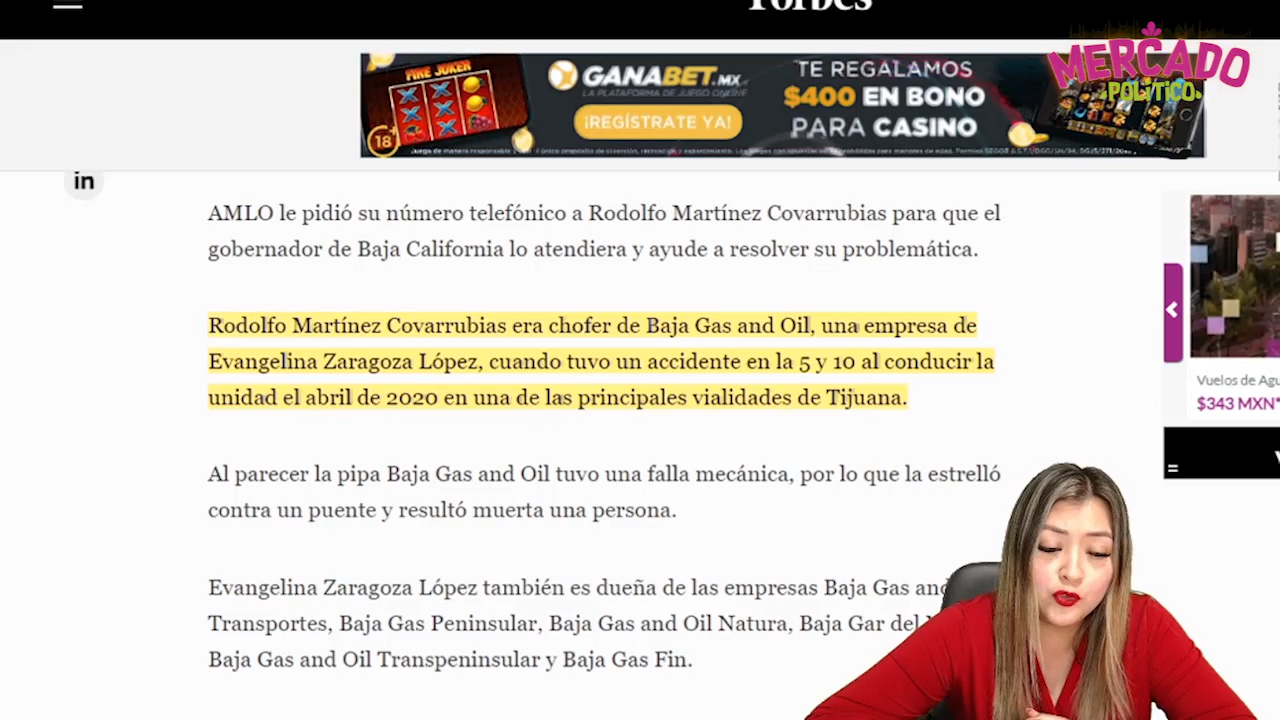 Forbes
MERCADO
POLÍTICO
FIRE JOKER
18+
GANABET.MX
LA PLATAFORMA DE JUEGO ONLINE
¡REGÍSTRATE YA!
TE REGALAMOS
$400 EN BONO
PARA CASINO
in
AMLO le pidió su número telefónico a Rodolfo Martínez Covarrubias para que el
gobernador de Baja California lo atendiera y ayude a resolver su problemática.
Rodolfo Martínez Covarrubias era chofer de Baja Gas and Oil, una empresa de
Evangelina Zaragoza López, cuando tuvo un accidente en la 5 y 10 al conducir la
unidad el abril de 2020 en una de las principales vialidades de Tijuana.
Al parecer la pipa Baja Gas and Oil tuvo una falla mecánica, por lo que la estrelló
contra un puente y resultó muerta una persona.
Evangelina Zaragoza López también es dueña de las empresas Baja Gas and
Transportes, Baja Gas Peninsular, Baja Gas and Oil Natura, Baja Gar del
Baja Gas and Oil Transpeninsular y Baja Gas Fin.
Vuelos de Agu
$343 MXN*